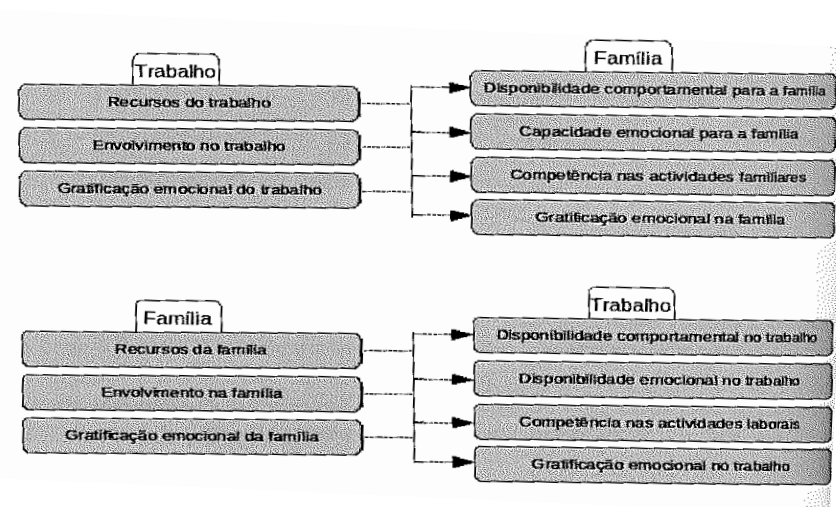 Trabalho
Recursos do trabalho
Envolvimento no trabalho
Gratificação emocional do trabalho
Família
Disponibilidade comportamental para a família
Capacidade emocional para a família
Competência nas actividades familiares
Gratificação emocional na família
Família
Recursos da família
Envolvimento na família
Gratificação emocional da família
Trabalho
Disponibilidade comportamental no trabalho
Disponibilidade emocional no trabalho
Competência nas actividades laborais
Gratificação emocional no trabalho